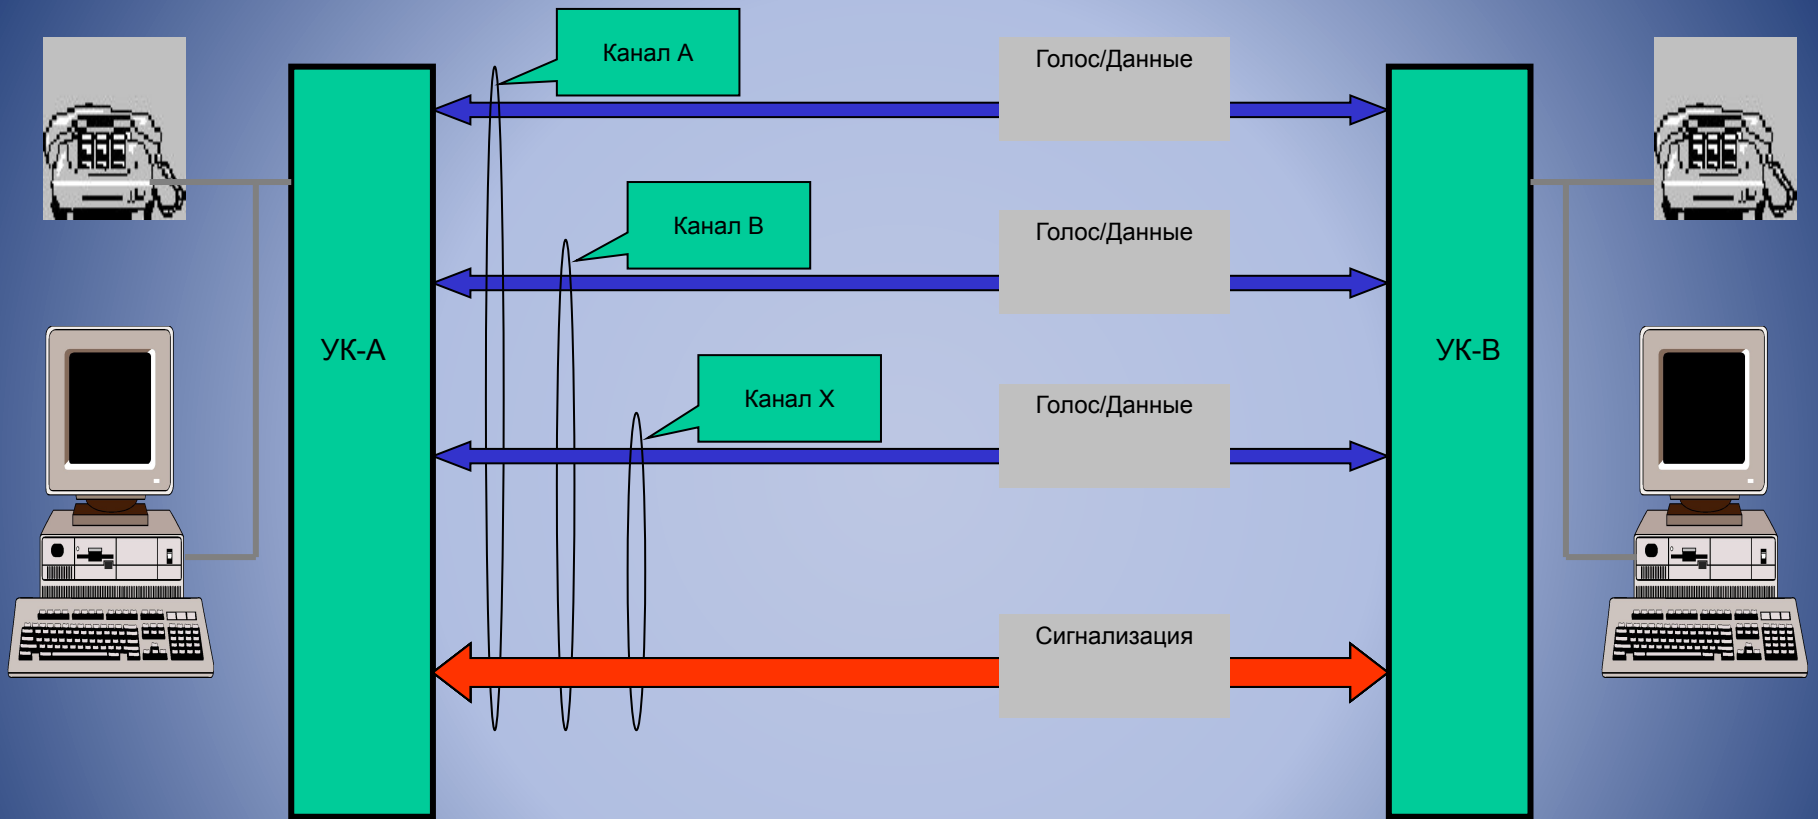 Канал А
Голос/Данные
Канал В
Голос/Данные
УК-А
УК-В
Канал Х
Голос/Данные
Сигнализация